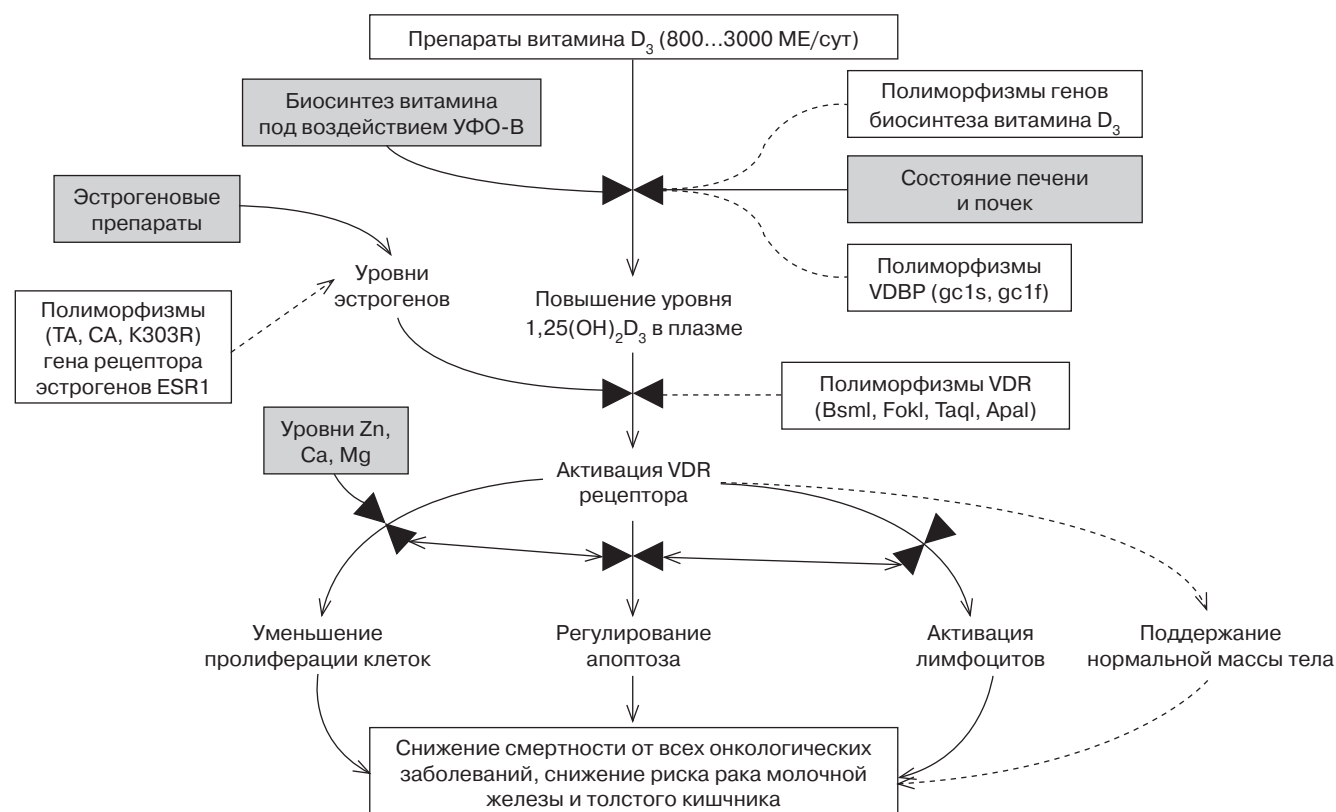 Препараты витамина D₃ (800...3000 МЕ/сут)
Биосинтез витамина
под воздействием УФО-В
Полиморфизмы генов
биосинтеза витамина D₃
Эстрогеновые
препараты
Состояние печени
и почек
Уровни
эстрогенов
Полиморфизмы
VDBP (gc1s, gc1f)
Полиморфизмы
(TA, CA, K303R)
гена рецептора
эстрогенов ESR1
Повышение уровня
1,25(OH)₂D₃ в плазме
Полиморфизмы VDR
(Bsml, Fokl, Taql, Apal)
Уровни Zn,
Ca, Mg
Активация VDR
рецептора
Уменьшение
пролиферации клеток
Регулирование
апоптоза
Активация
лимфоцитов
Поддержание
нормальной массы тела
Снижение смертности от всех онкологических
заболеваний, снижение риска рака молочной
железы и толстого кишечника